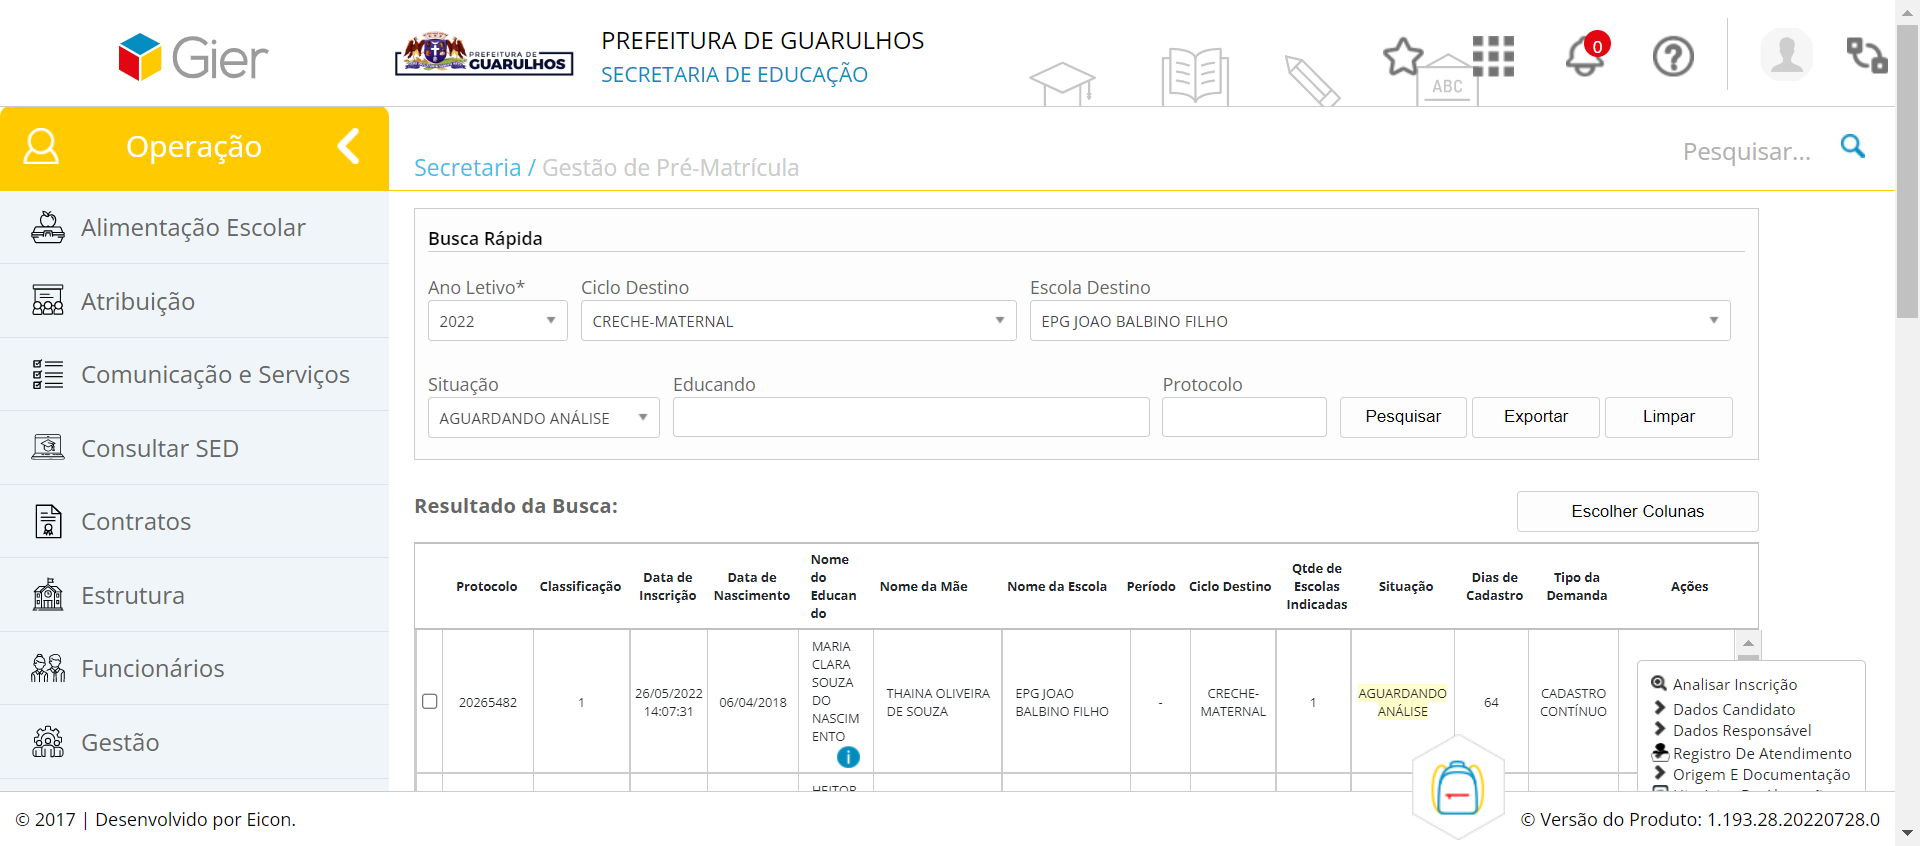 Gier
PREFEITURA DE
GUARULHOS
PREFEITURA DE GUARULHOS
SECRETARIA DE EDUCAÇÃO
ABC
0
Operação
Secretaria / Gestão de Pré-Matrícula
Pesquisar...
Alimentação Escolar
Atribuição
Comunicação e Serviços
Consultar SED
Contratos
Estrutura
Funcionários
Gestão
Busca Rápida
Ano Letivo*
Ciclo Destino
Escola Destino
2022
CRECHE-MATERNAL
EPG JOAO BALBINO FILHO
Situação
Educando
Protocolo
AGUARDANDO ANÁLISE
Pesquisar
Exportar
Limpar
Resultado da Busca:
Escolher Colunas
Protocolo
Classificação
Data de
Inscrição
Data de
Nascimento
Nome
do
Educan
do
Nome da Mãe
Nome da Escola
Período
Ciclo Destino
Qtde de
Escolas
Indicadas
Situação
Dias de
Cadastro
Tipo da
Demanda
Ações
20265482
1
26/05/2022
14:07:31
06/04/2018
MARIA
CLARA
SOUZA
DO
NASCIM
ENTO
i
THAINA OLIVEIRA
DE SOUZA
EPG JOAO
BALBINO FILHO
-
CRECHE-
MATERNAL
1
AGUARDANDO
ANÁLISE
64
CADASTRO
CONTÍNUO
Analisar Inscrição
Dados Candidato
Dados Responsável
Registro De Atendimento
Origem E Documentação
HEITOR
© 2017 | Desenvolvido por Eicon.
© Versão do Produto: 1.193.28.20220728.0